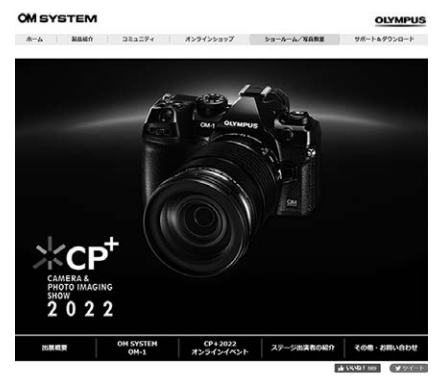 OM SYSTEM
OLYMPUS
ホーム
製品紹介
コミュニティ
オンラインショップ
ショールーム／写真教室
サポート＆ダウンロード
OM-1 OLYMPUS
CP+
CAMERA &
PHOTO IMAGING
SHOW
2022
出展概要
OM SYSTEM
OM-1
CP+2022
オンラインイベント
ステージ出演者の紹介
その他・お問い合わせ
いいね！
ツイート